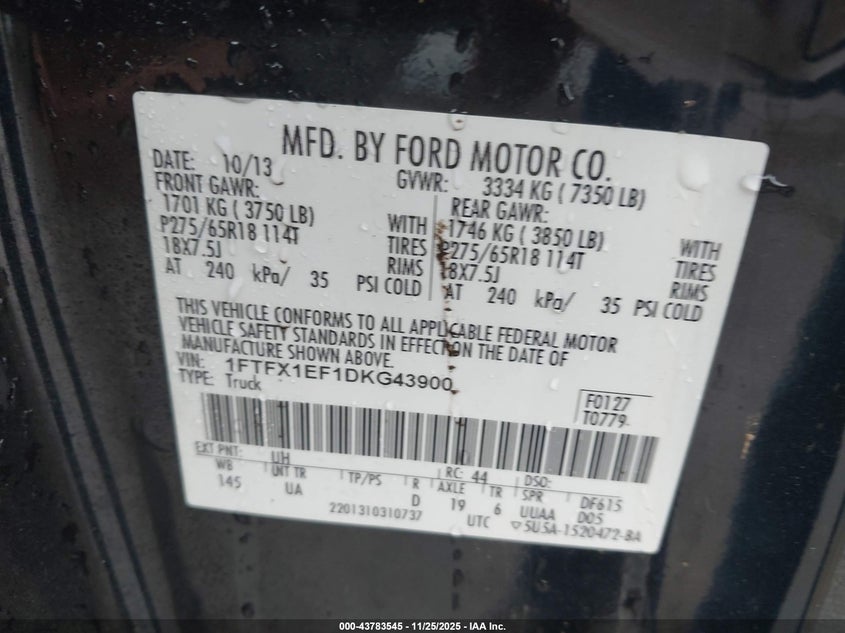 MFD. BY FORD MOTOR CO.
DATE: 10/13 GVWR: 3334 KG ( 7350 LB)
FRONT GAWR: REAR GAWR:
1701 KG ( 3750 LB) WITH 1746 KG ( 3850 LB) WITH
P275/65R18 114T TIRES P275/65R18 114T TIRES
18X7.5J RIMS 18X7.5J RIMS
AT 240 kPa/ 35 PSI COLD AT 240 kPa/ 35 PSI COLD
THIS VEHICLE CONFORMS TO ALL APPLICABLE FEDERAL MOTOR
VEHICLE SAFETY STANDARDS IN EFFECT ON THE DATE OF
MANUFACTURE SHOWN ABOVE.
VIN: 1FTFX1EF1DKG43900
TYPE: Truck
F0127
T0779
EXT PNT: UH RC: 44 DSO:
WB INT TR TP/PS R AXLE TR SPR DF615
145 UA D 19 6 UUAA D05
2201310310737 UTC ▽5U5A-1520472-BA
000-43783545 - 11/25/2025 - IAA Inc.